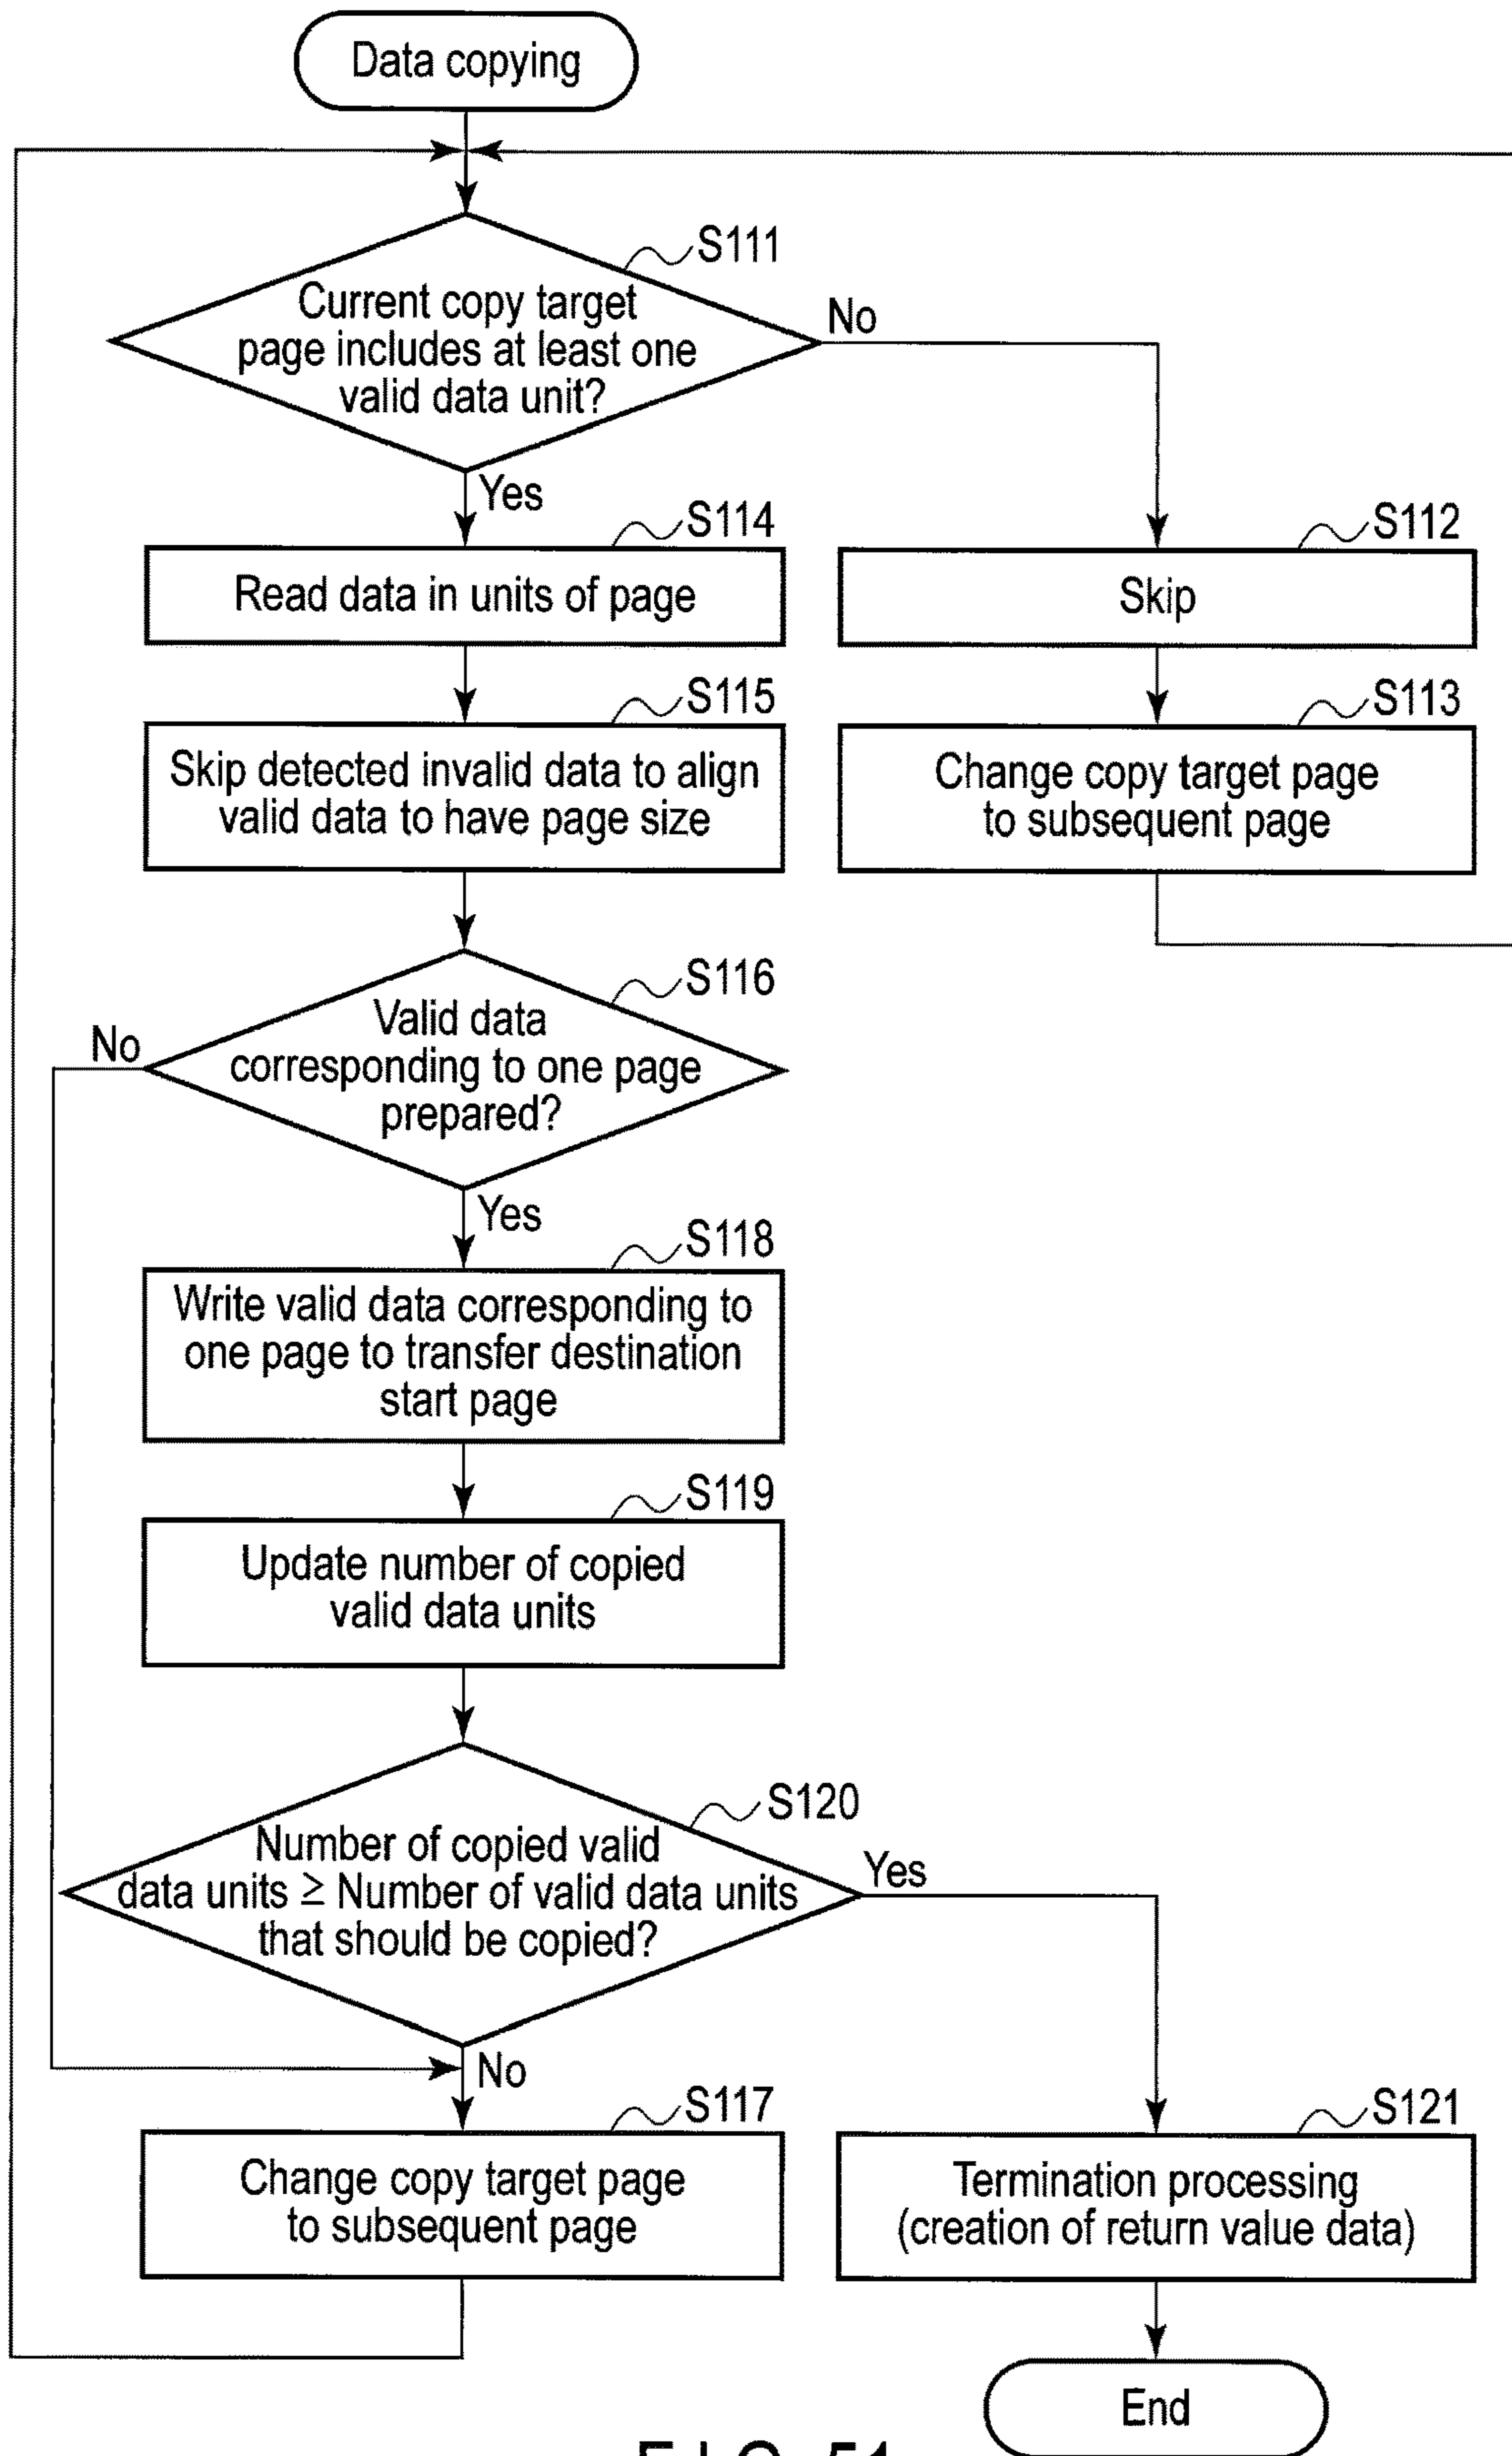 Data copying
S111
Current copy target
page includes at least one
valid data unit?
No
Yes
S114
Read data in units of page
S112
Skip
S115
Skip detected invalid data to align
valid data to have page size
S113
Change copy target page
to subsequent page
S116
Valid data
corresponding to one page
prepared?
No
Yes
S118
Write valid data corresponding to
one page to transfer destination
start page
S119
Update number of copied
valid data units
S120
Number of copied valid
data units ≥ Number of valid data units
that should be copied?
Yes
No
S117
Change copy target page
to subsequent page
S121
Termination processing
(creation of return value data)
End
F I G. 51